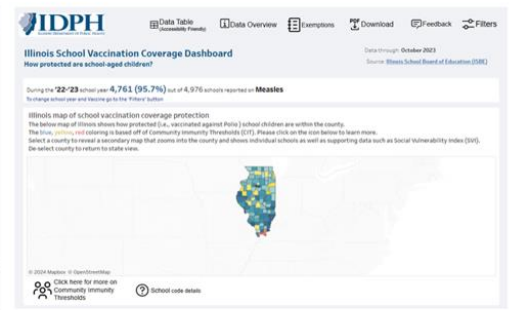 IDPH
Data Table
(Accessibility Friendly)
Data Overview
Exemptions
Download
Feedback
Filters
Illinois School Vaccination Coverage Dashboard
How protected are school-aged children?
Data through: October 2023
Source: Illinois School Board of Education (ISBE)
During the '22-'23 school year 4,761 (95.7%) out of 4,976 schools reported on Measles
To change school year and Vaccine go to the 'Filters' button
Illinois map of school vaccination coverage protection
The below map of Illinois shows how protected (i.e., vaccinated against Polio) school children are within the county.
The blue, yellow, red coloring is based off of Community Immunity Thresholds (CIT). Please click on the icon below to learn more.
Select a county to reveal a secondary map that zooms into the county and shows individual schools as well as supporting data such as Social Vulnerability Index (SVI).
De-select county to return to state view.
© 2024 Mapbox © OpenStreetMap
Click here for more on
Community Immunity
Thresholds
? School code details